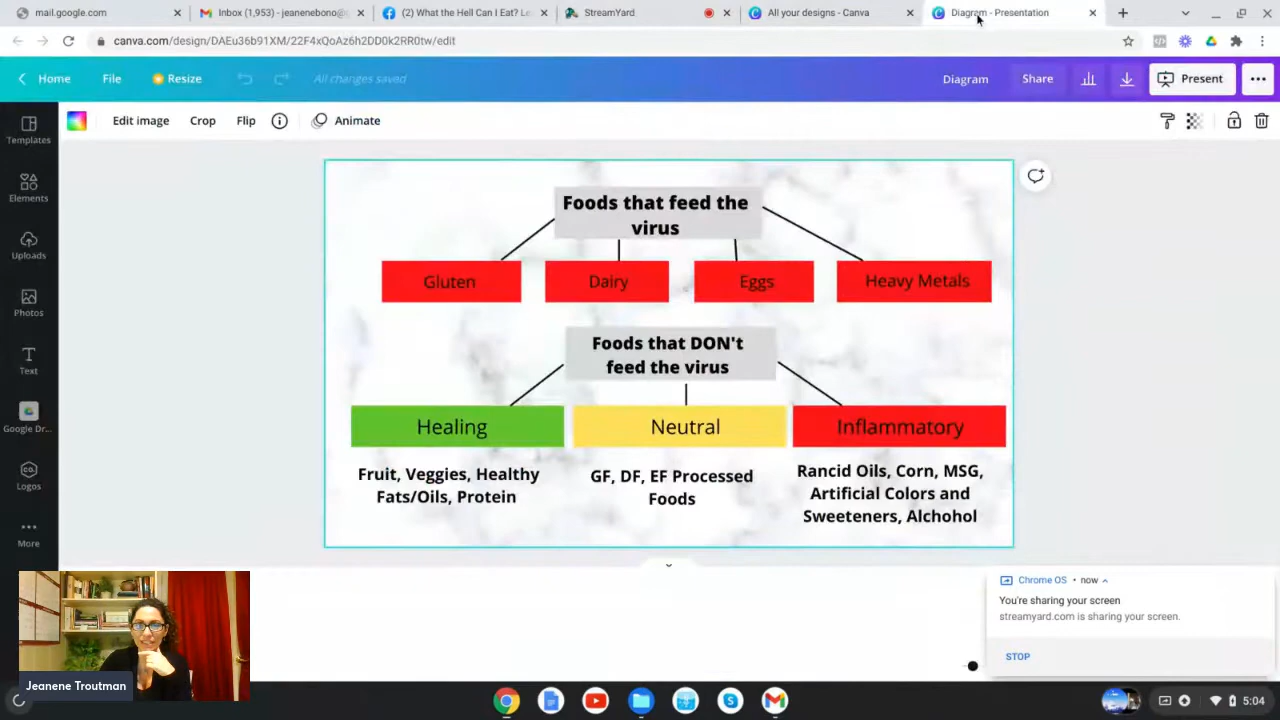 mail.google.com
Inbox (1,953) - jeanenebono@
(2) What the Hell Can I Eat? Le
StreamYard
All your designs - Canva
Diagram - Presentation
canva.com/design/DAEu36b91XM/22F4xQoAz6h2DD0k2RR0tw/edit
Home
File
Resize
All changes saved
Diagram
Share
Present
Edit image
Crop
Flip
Animate
Templates
Elements
Uploads
Photos
Text
Google Dr...
Logos
More
Foods that feed the
virus
Gluten
Dairy
Eggs
Heavy Metals
Foods that DON't
feed the virus
Healing
Neutral
Inflammatory
Fruit, Veggies, Healthy
Fats/Oils, Protein
GF, DF, EF Processed
Foods
Rancid Oils, Corn, MSG,
Artificial Colors and
Sweeteners, Alchohol
Chrome OS • now
You're sharing your screen
streamyard.com is sharing your screen.
STOP
Jeanene Troutman
5:04